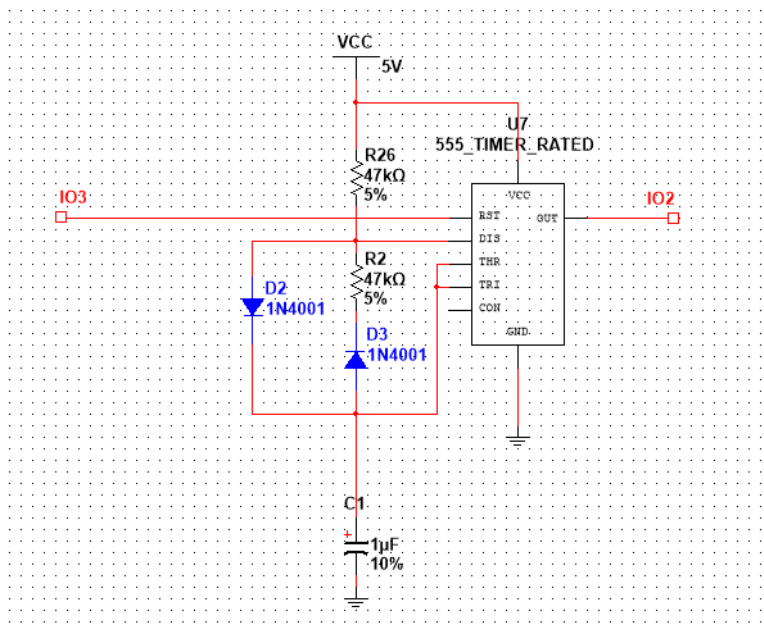 VCC
5V
U7
555_TIMER_RATED
R26
47kΩ
5%
IO3
VCC
IO2
RST
OUT
DIS
R2
47kΩ
5%
THR
D2
1N4001
TRI
CON
D3
1N4001
GND
C1
+
1µF
10%